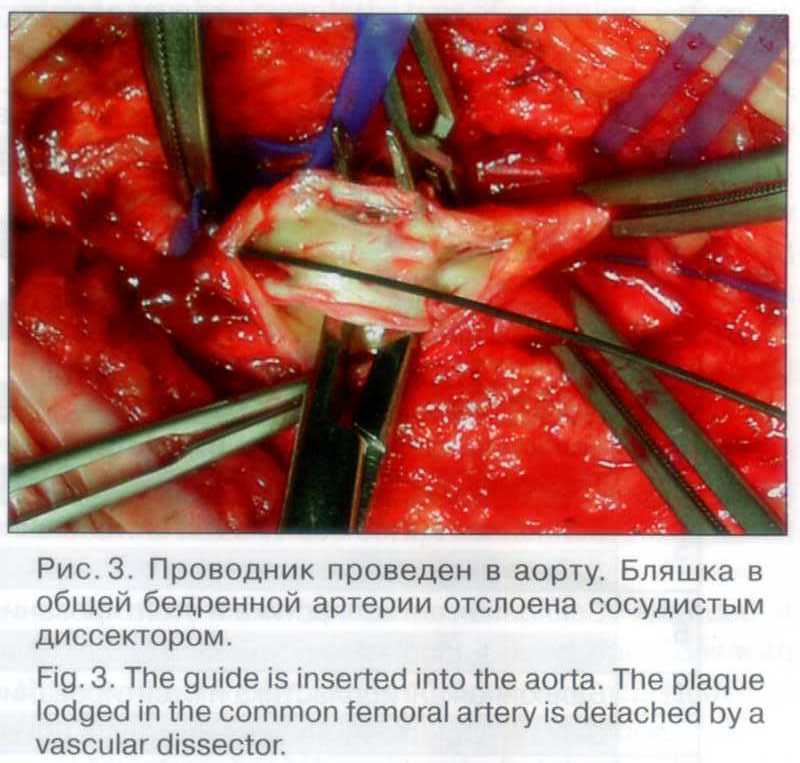 Рис. 3. Проводник проведен в аорту. Бляшка в
общей бедренной артерии отслоена сосудистым
диссектором.
Fig. 3. The guide is inserted into the aorta. The plaque
lodged in the common femoral artery is detached by a
vascular dissector.